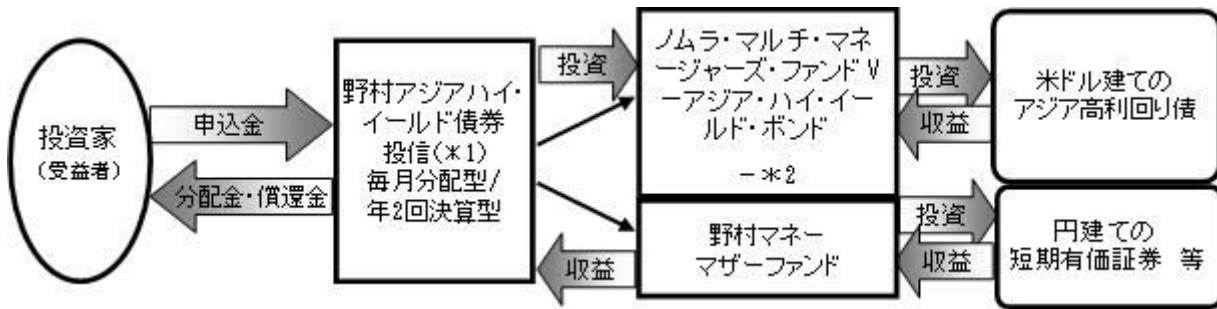 投資家
(受益者)
申込金
分配金・償還金
野村アジアハイ・
イールド債券
投信(*1)
毎月分配型/
年2回決算型
投資
収益
ノムラ・マルチ・マネ
ージャーズ・ファンドⅤ
ーアジア・ハイ・イー
ルド・ボンド
-*2
野村マネー
マザーファンド
投資
収益
投資
収益
米ドル建ての
アジア高利回り債
円建ての
短期有価証券 等